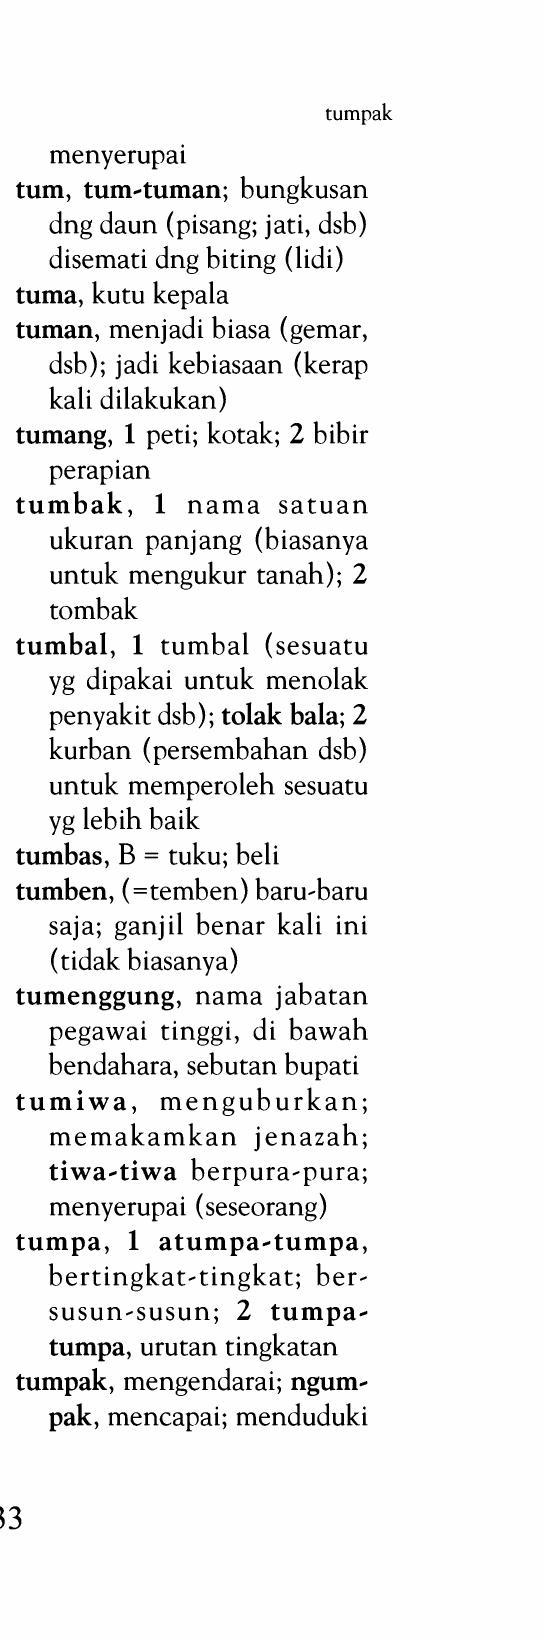 tumpak
menyerupai
tum, tum-tuman; bungkusan
dng daun (pisang; jati, dsb)
disemati dng biting (lidi)
tuma, kutu kepala
tuman, menjadi biasa (gemar,
dsb); jadi kebiasaan (kerap
kali dilakukan)
tumang, 1 peti; kotak; 2 bibir
perapian
tumbak, 1 nama satuan
ukuran panjang (biasanya
untuk mengukur tanah); 2
tombak
tumbal, 1 tumbal (sesuatu
yg dipakai untuk menolak
penyakit dsb); tolak bala; 2
kurban (persembahan dsb)
untuk memperoleh sesuatu
yg lebih baik
tumbas, B = tuku; beli
tumben, (=temben) baru-baru
saja; ganjil benar kali ini
(tidak biasanya)
tumenggung, nama jabatan
pegawai tinggi, di bawah
bendahara, sebutan bupati
tumiwa, menguburkan;
memakamkan jenazah;
tiwa-tiwa berpura-pura;
menyerupai (seseorang)
tumpa, 1 atumpa-tumpa,
bertingkat-tingkat; ber-
susun-susun; 2 tumpa-
tumpa, urutan tingkatan
tumpak, mengendarai; ngum-
pak, mencapai; menduduki
33